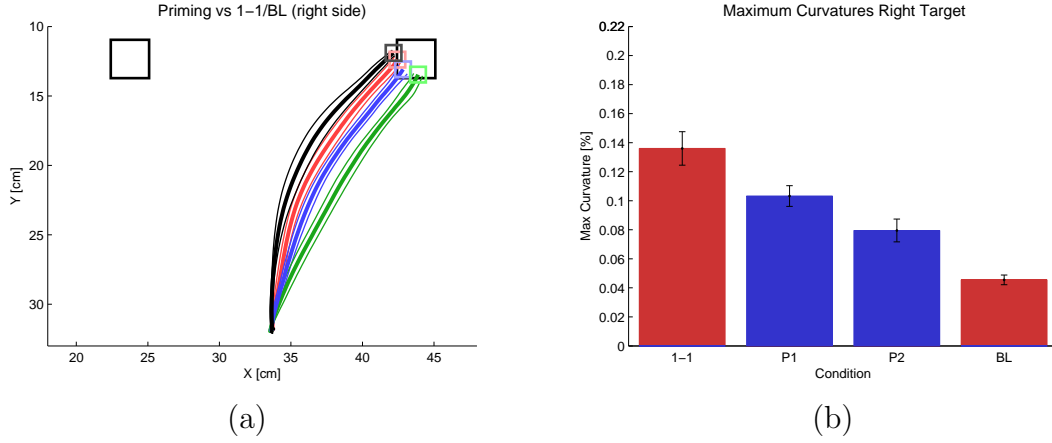 Priming vs 1−1/BL (right side)
10
15
20
25
30
Y [cm]
20 25 30 35 40 45
X [cm]
(a)
Maximum Curvatures Right Target
0.22
0.2
0.18
0.16
0.14
0.12
0.1
0.08
0.06
0.04
0.02
0
Max Curvature [%]
1−1 P1 P2 BL
Condition
(b)